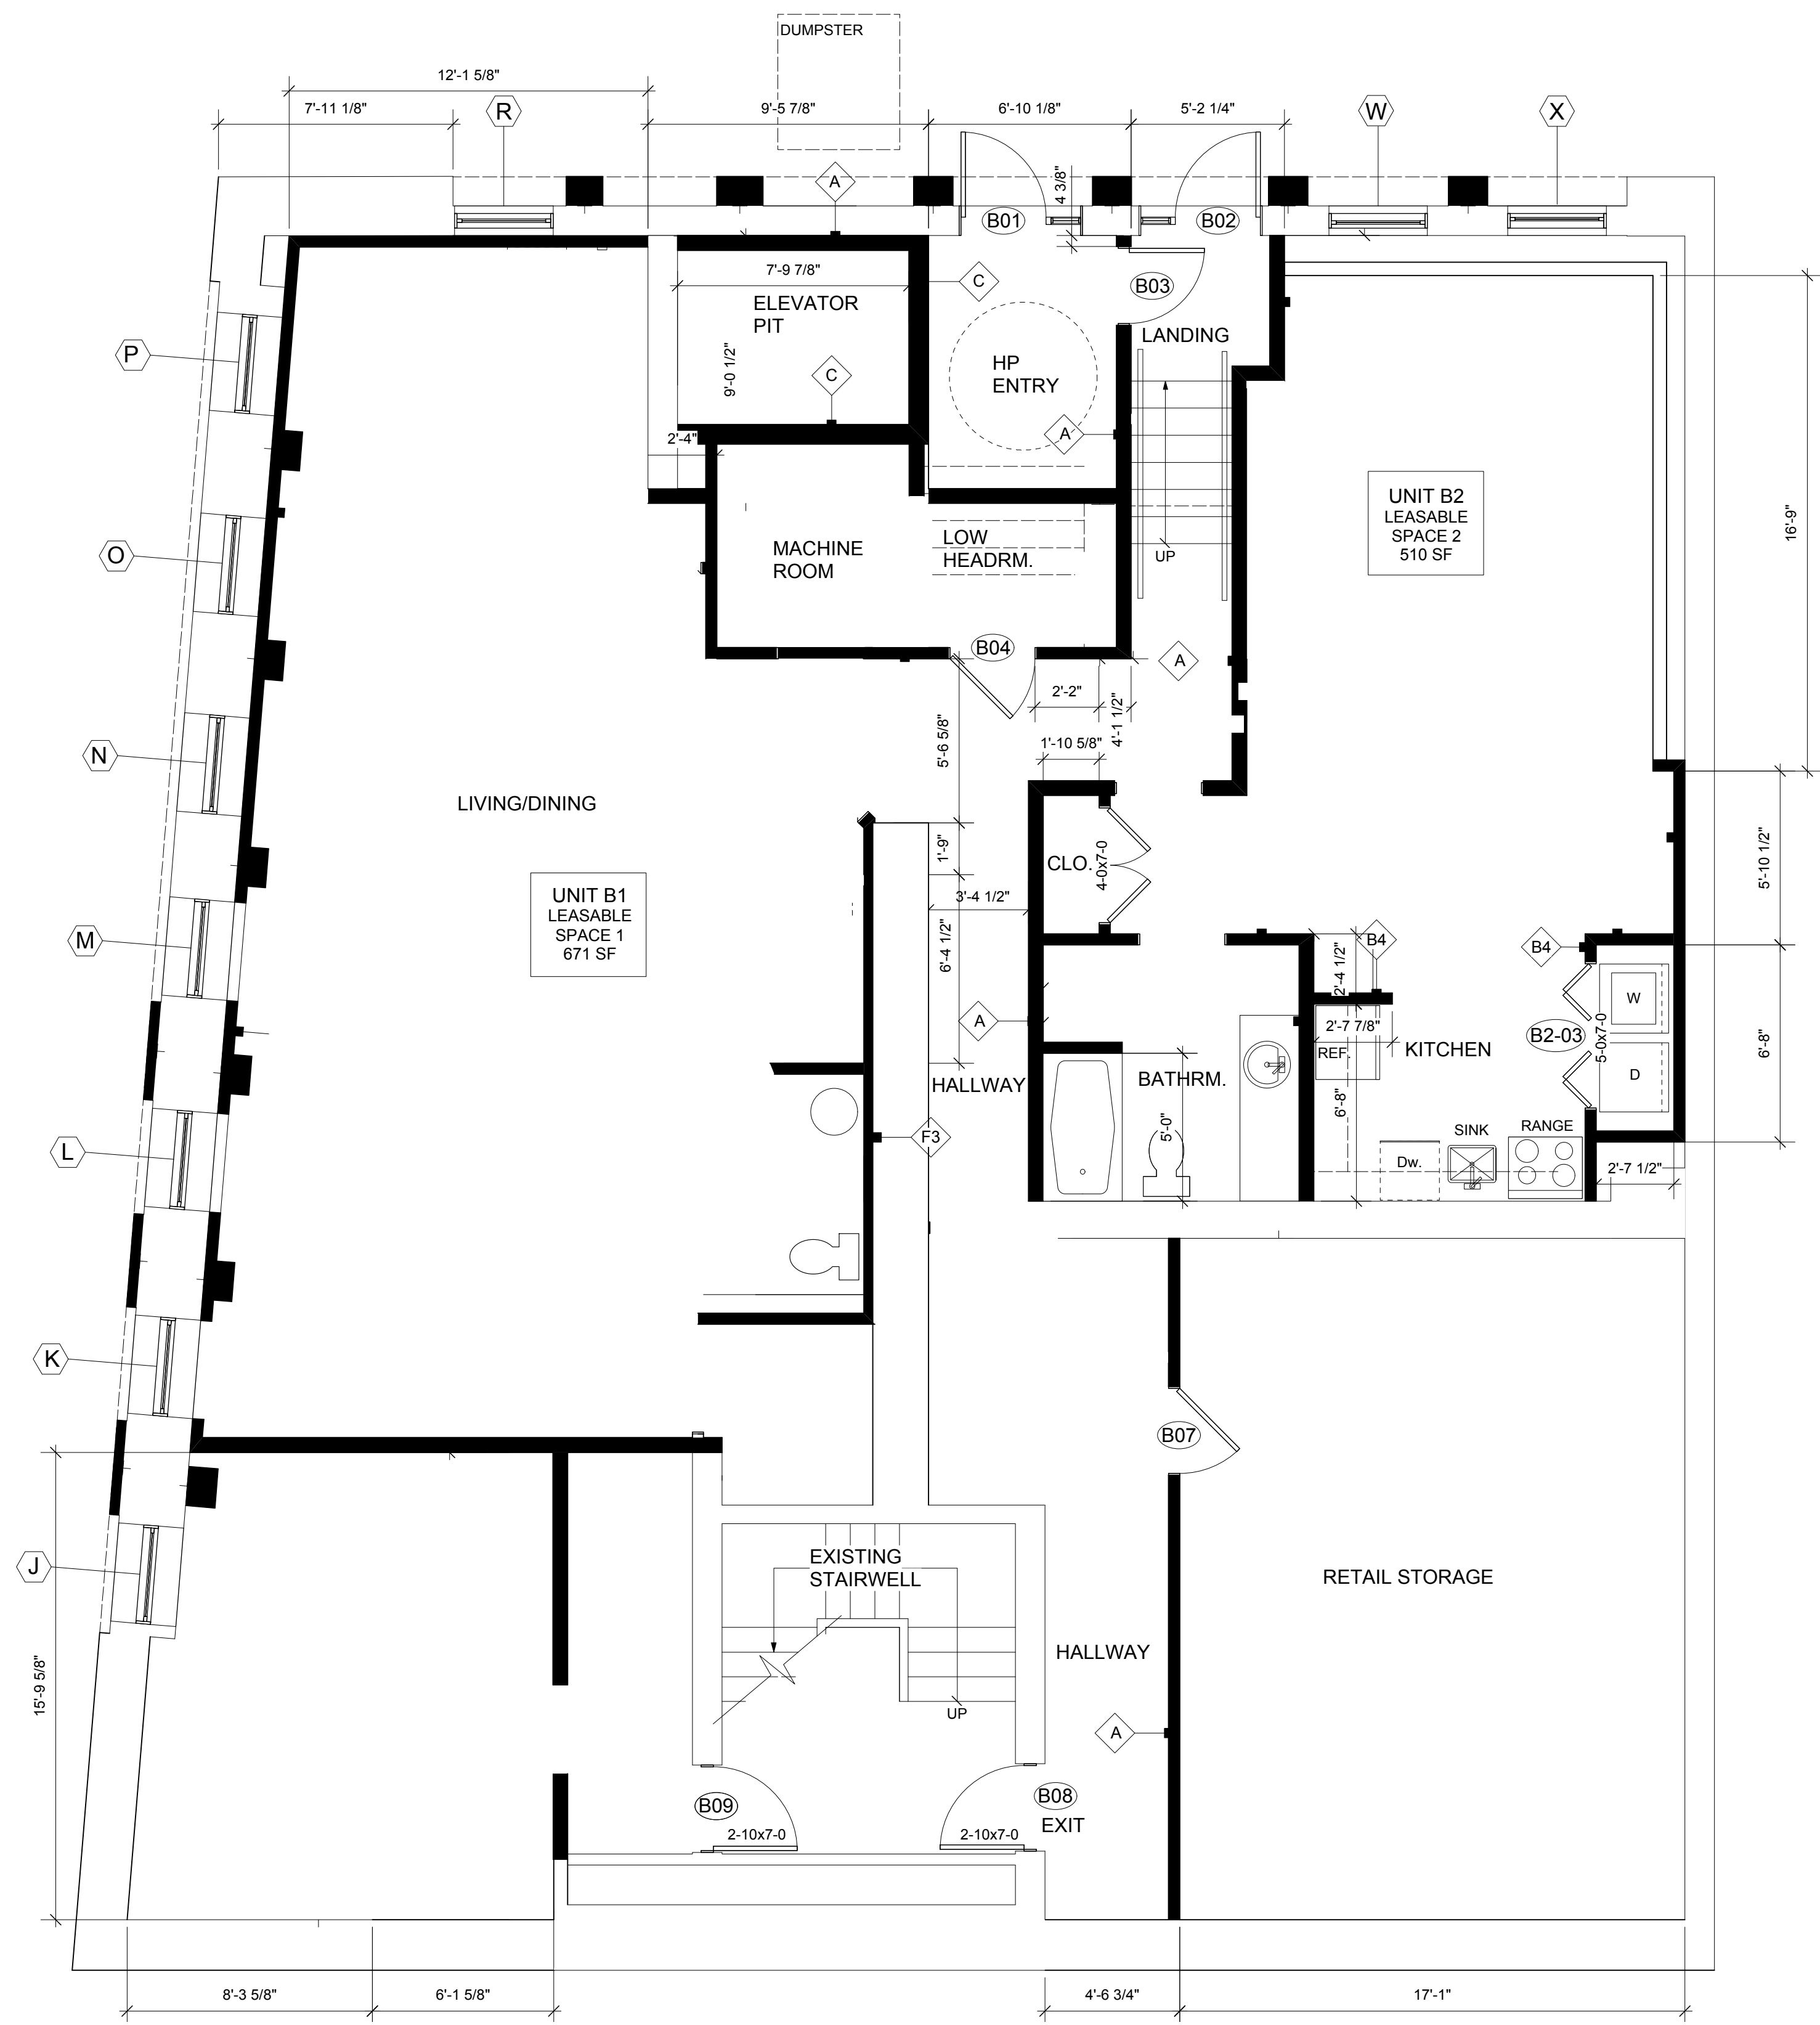 DUMPSTER
12'-1 5/8"
7'-11 1/8"
R
9'-5 7/8"
6'-10 1/8"
5'-2 1/4"
W
X
A
4 3/8"
B01
B02
7'-9 7/8"
C
B03
ELEVATOR
PIT
LANDING
P
9'-0 1/2"
C
HP
ENTRY
2'-4"
A
UNIT B2
LEASABLE
SPACE 2
510 SF
16'-9"
O
MACHINE
ROOM
LOW
HEADRM.
UP
B04
A
2'-2"
4'-1 1/2"
5'-6 5/8"
1'-10 5/8"
N
LIVING/DINING
1'-9"
CLO.
4-0x7-0
5'-10 1/2"
UNIT B1
LEASABLE
SPACE 1
671 SF
3'-4 1/2"
M
6'-4 1/2"
B4
B4
2'-4 1/2"
W
A
2'-7 7/8"
REF.
KITCHEN
B2-03
5-0x7-0
6'-8"
HALLWAY
BATHRM.
D
6'-8"
5'-0"
L
F3
SINK
RANGE
Dw.
2'-7 1/2"
K
B07
J
EXISTING
STAIRWELL
RETAIL STORAGE
15'-9 5/8"
HALLWAY
UP
A
B09
B08
EXIT
2-10x7-0
2-10x7-0
8'-3 5/8"
6'-1 5/8"
4'-6 3/4"
17'-1"